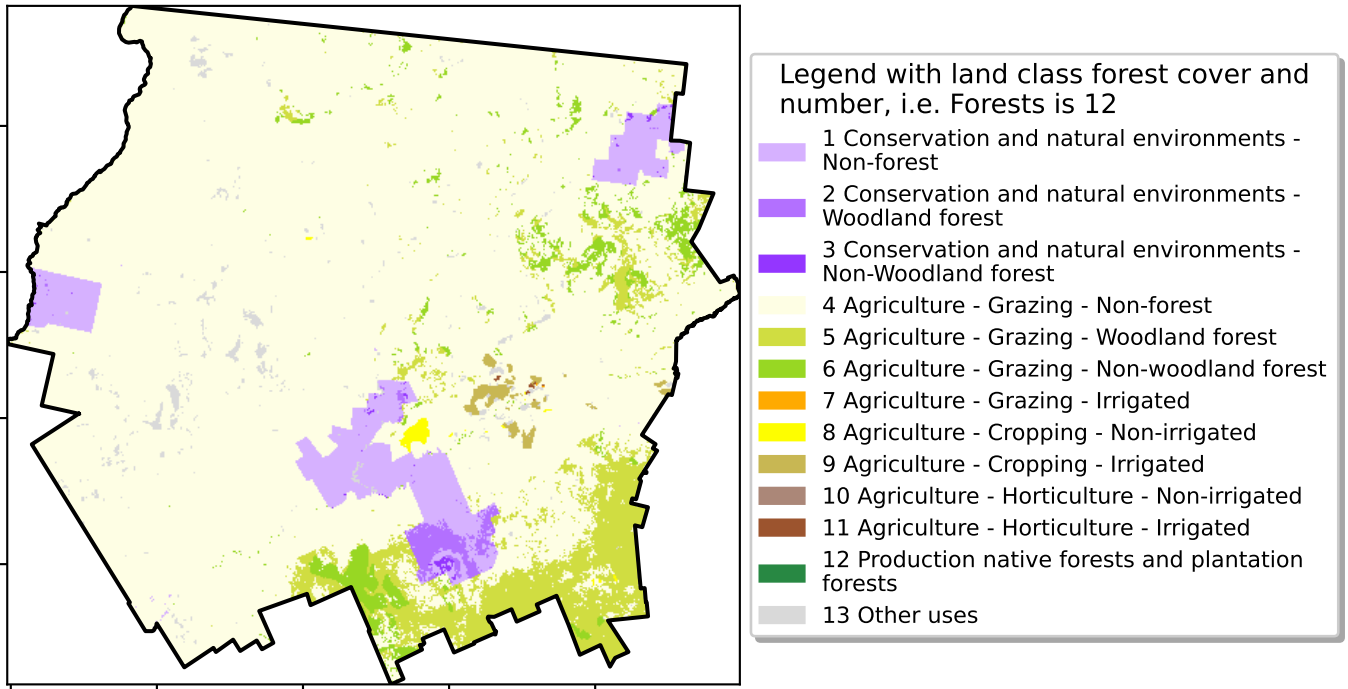 Legend with land class forest cover and
number, i.e. Forests is 12
1 Conservation and natural environments -
Non-forest
2 Conservation and natural environments -
Woodland forest
3 Conservation and natural environments -
Non-Woodland forest
4 Agriculture - Grazing - Non-forest
5 Agriculture - Grazing - Woodland forest
6 Agriculture - Grazing - Non-woodland forest
7 Agriculture - Grazing - Irrigated
8 Agriculture - Cropping - Non-irrigated
9 Agriculture - Cropping - Irrigated
10 Agriculture - Horticulture - Non-irrigated
11 Agriculture - Horticulture - Irrigated
12 Production native forests and plantation
forests
13 Other uses